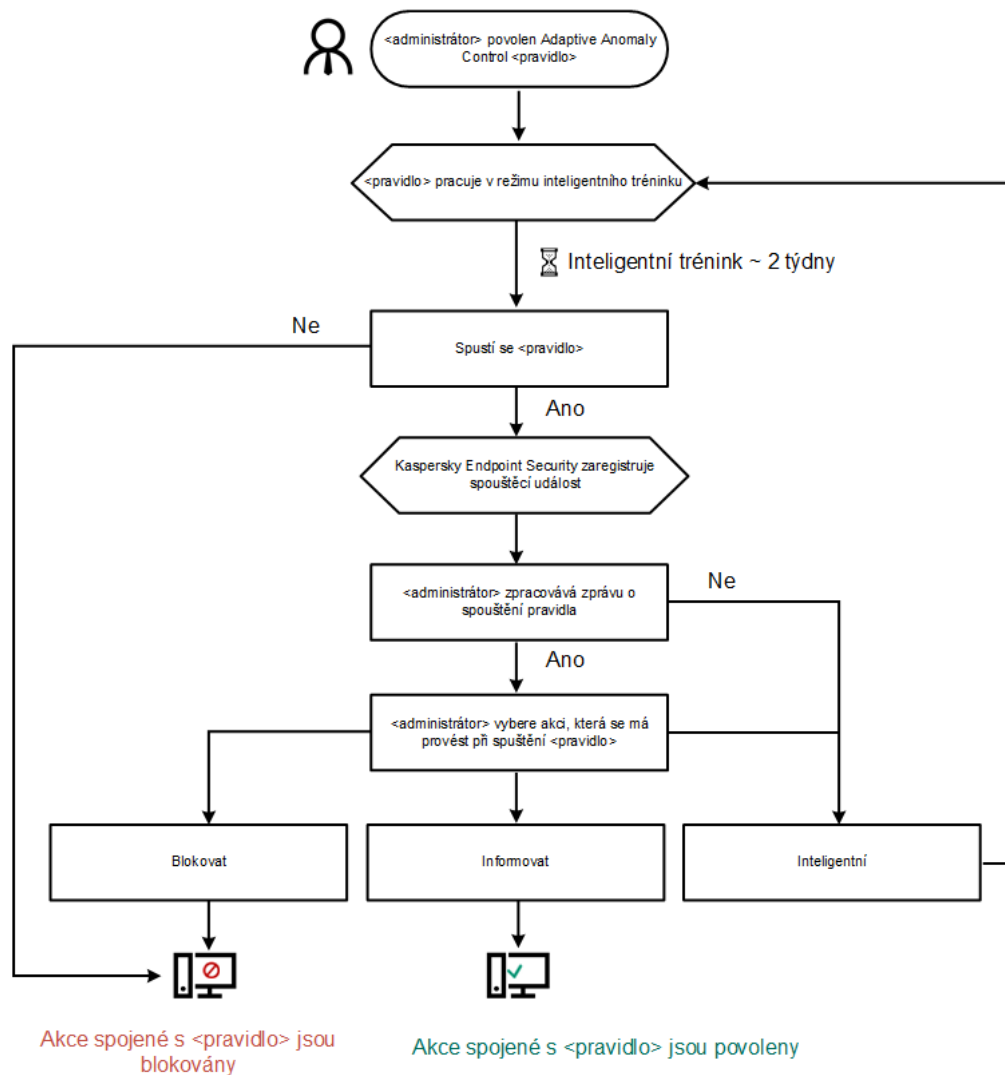 <administrátor> povolen Adaptive Anomaly
Control <pravidlo>
<pravidlo> pracuje v režimu inteligentního tréninku
Inteligentní trénink ~ 2 týdny
Ne
Spustí se <pravidlo>
Ano
Kaspersky Endpoint Security zaregistruje
spouštěcí událost
<administrátor> zpracovává zprávu o
spouštění pravidla
Ne
Ano
<administrátor> vybere akci, která se má
provést při spuštění <pravidlo>
Blokovat
Informovat
Inteligentní
Akce spojené s <pravidlo> jsou
blokovány
Akce spojené s <pravidlo> jsou povoleny